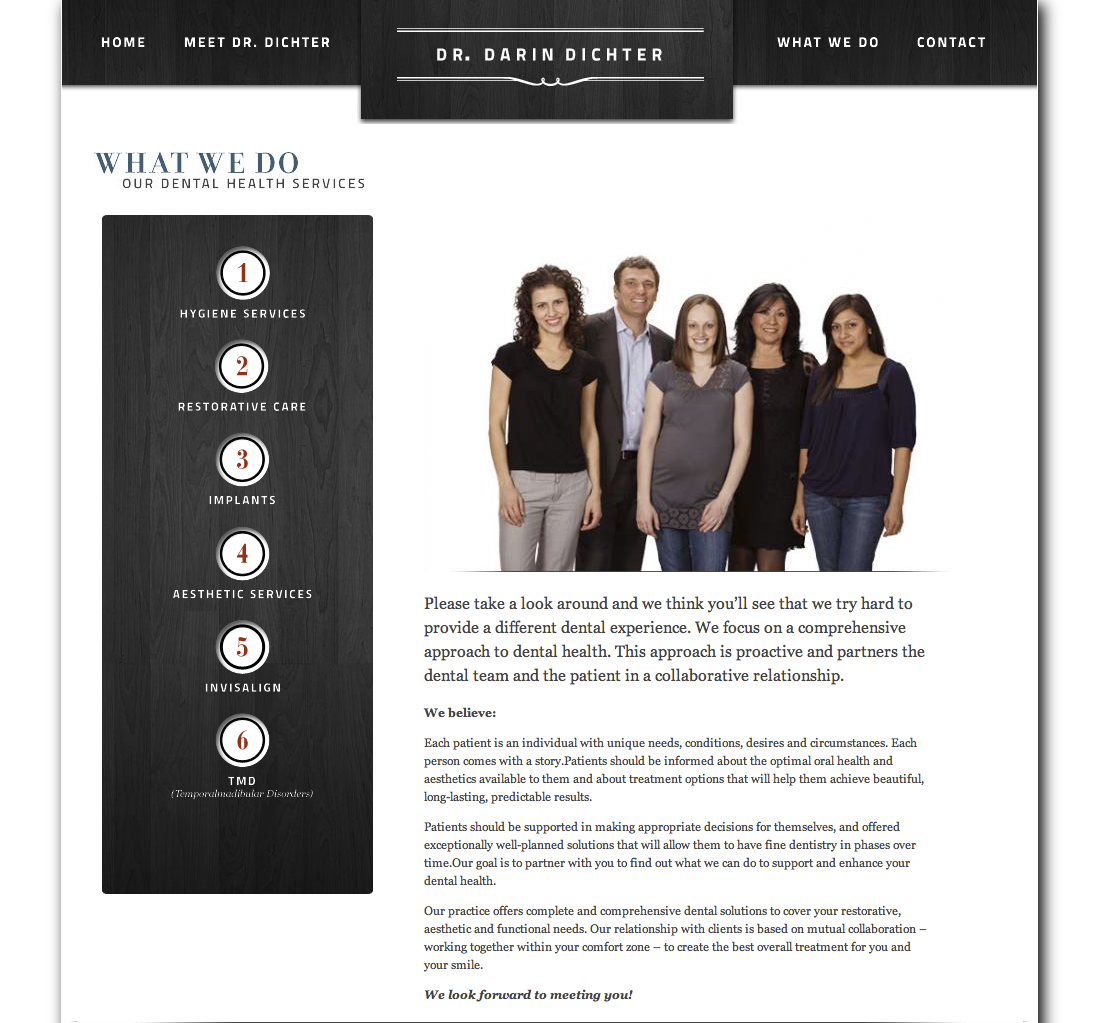 HOME
MEET DR. DICHTER
DR. DARIN DICHTER
WHAT WE DO
CONTACT
WHAT WE DO
OUR DENTAL HEALTH SERVICES
1
HYGIENE SERVICES
2
RESTORATIVE CARE
3
IMPLANTS
4
AESTHETIC SERVICES
5
INVISALIGN
6
TMD
(Temporalmadibular Disorders)
Please take a look around and we think you’ll see that we try hard to
provide a different dental experience. We focus on a comprehensive
approach to dental health. This approach is proactive and partners the
dental team and the patient in a collaborative relationship.
We believe:
Each patient is an individual with unique needs, conditions, desires and circumstances. Each
person comes with a story.Patients should be informed about the optimal oral health and
aesthetics available to them and about treatment options that will help them achieve beautiful,
long-lasting, predictable results.
Patients should be supported in making appropriate decisions for themselves, and offered
exceptionally well-planned solutions that will allow them to have fine dentistry in phases over
time.Our goal is to partner with you to find out what we can do to support and enhance your
dental health.
Our practice offers complete and comprehensive dental solutions to cover your restorative,
aesthetic and functional needs. Our relationship with clients is based on mutual collaboration –
working together within your comfort zone – to create the best overall treatment for you and
your smile.
We look forward to meeting you!